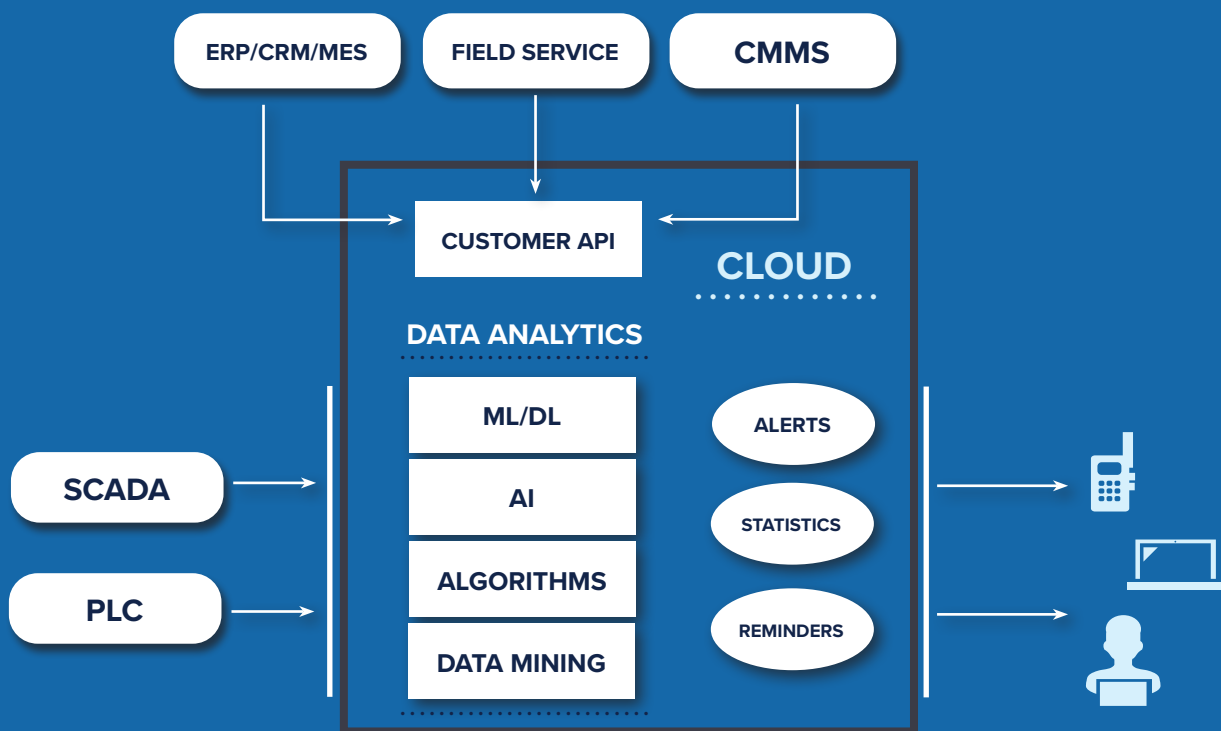 ERP/CRM/MES
FIELD SERVICE
CMMS
CUSTOMER API
CLOUD
DATA ANALYTICS
ML/DL
AI
ALGORITHMS
DATA MINING
ALERTS
STATISTICS
REMINDERS
SCADA
PLC